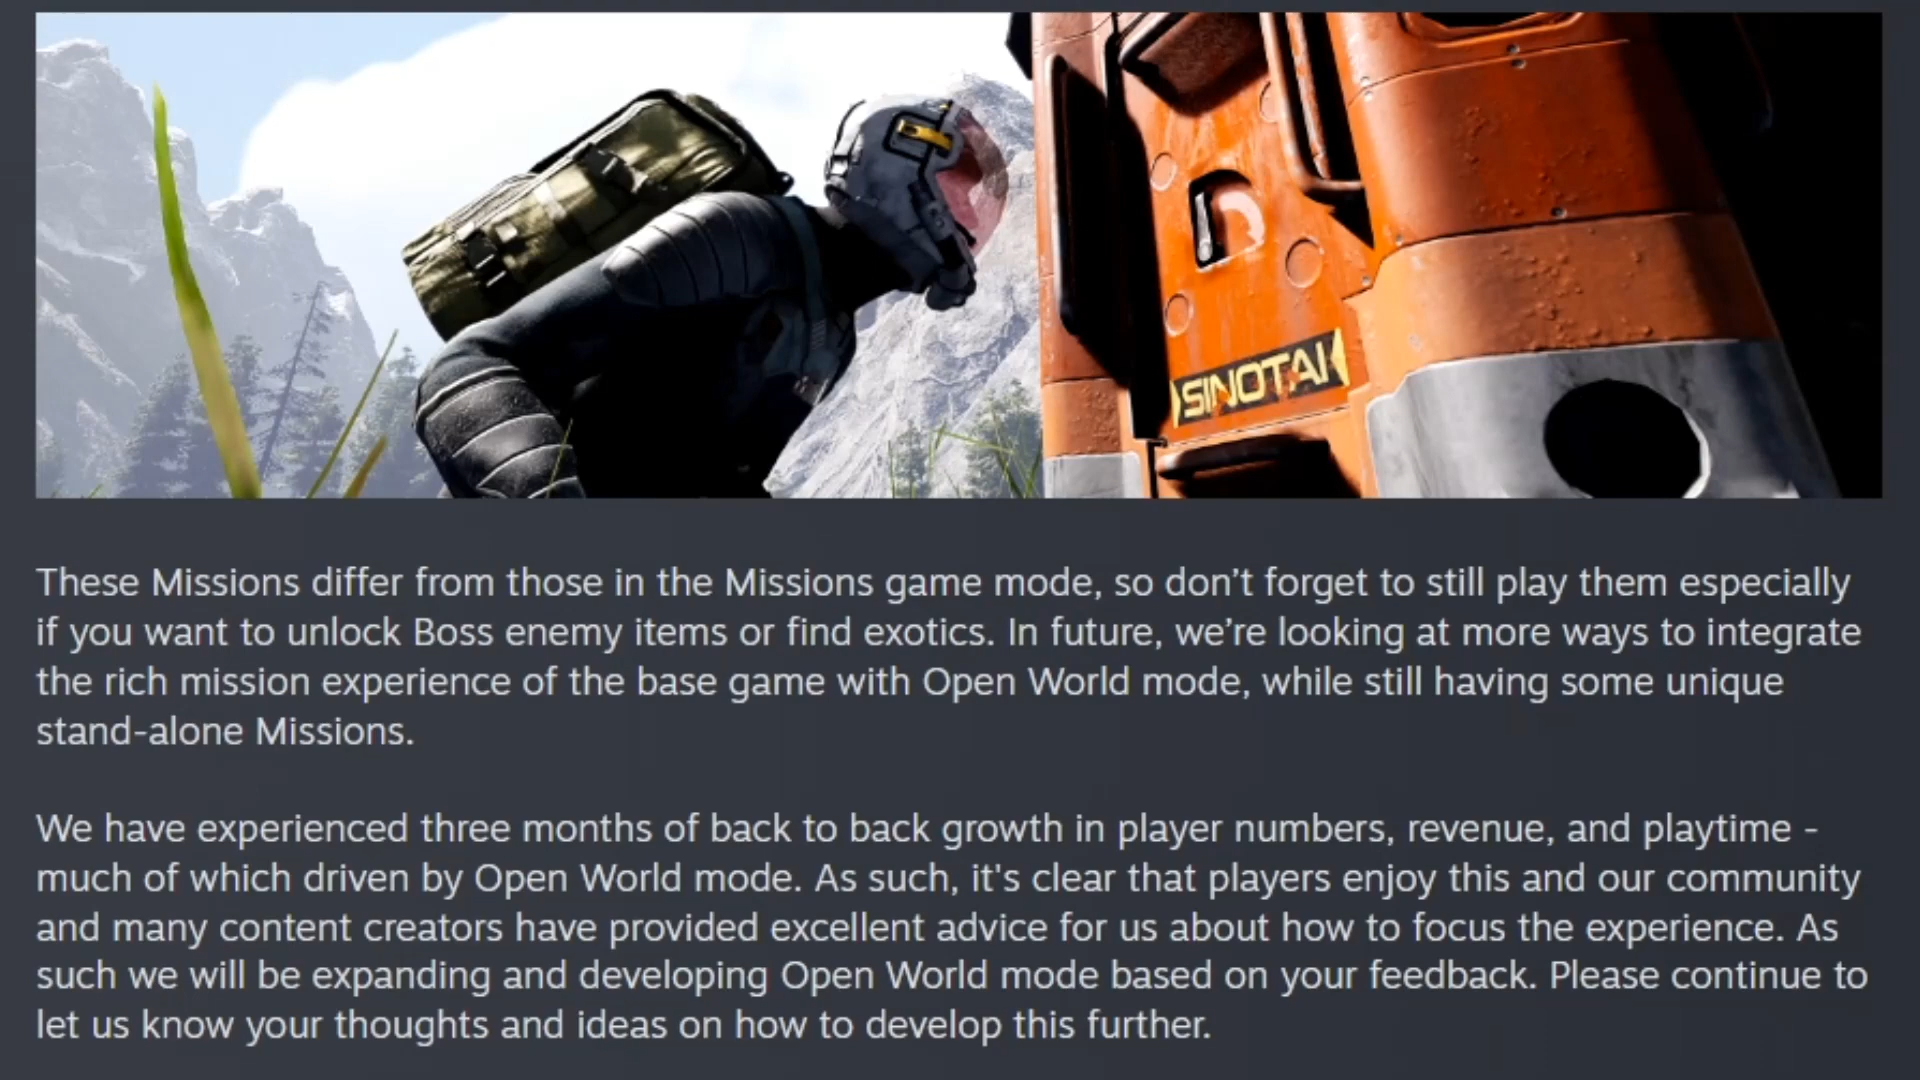 SINOTAI
These Missions differ from those in the Missions game mode, so don’t forget to still play them especially
if you want to unlock Boss enemy items or find exotics. In future, we’re looking at more ways to integrate
the rich mission experience of the base game with Open World mode, while still having some unique
stand-alone Missions.
We have experienced three months of back to back growth in player numbers, revenue, and playtime -
much of which driven by Open World mode. As such, it's clear that players enjoy this and our community
and many content creators have provided excellent advice for us about how to focus the experience. As
such we will be expanding and developing Open World mode based on your feedback. Please continue to
let us know your thoughts and ideas on how to develop this further.